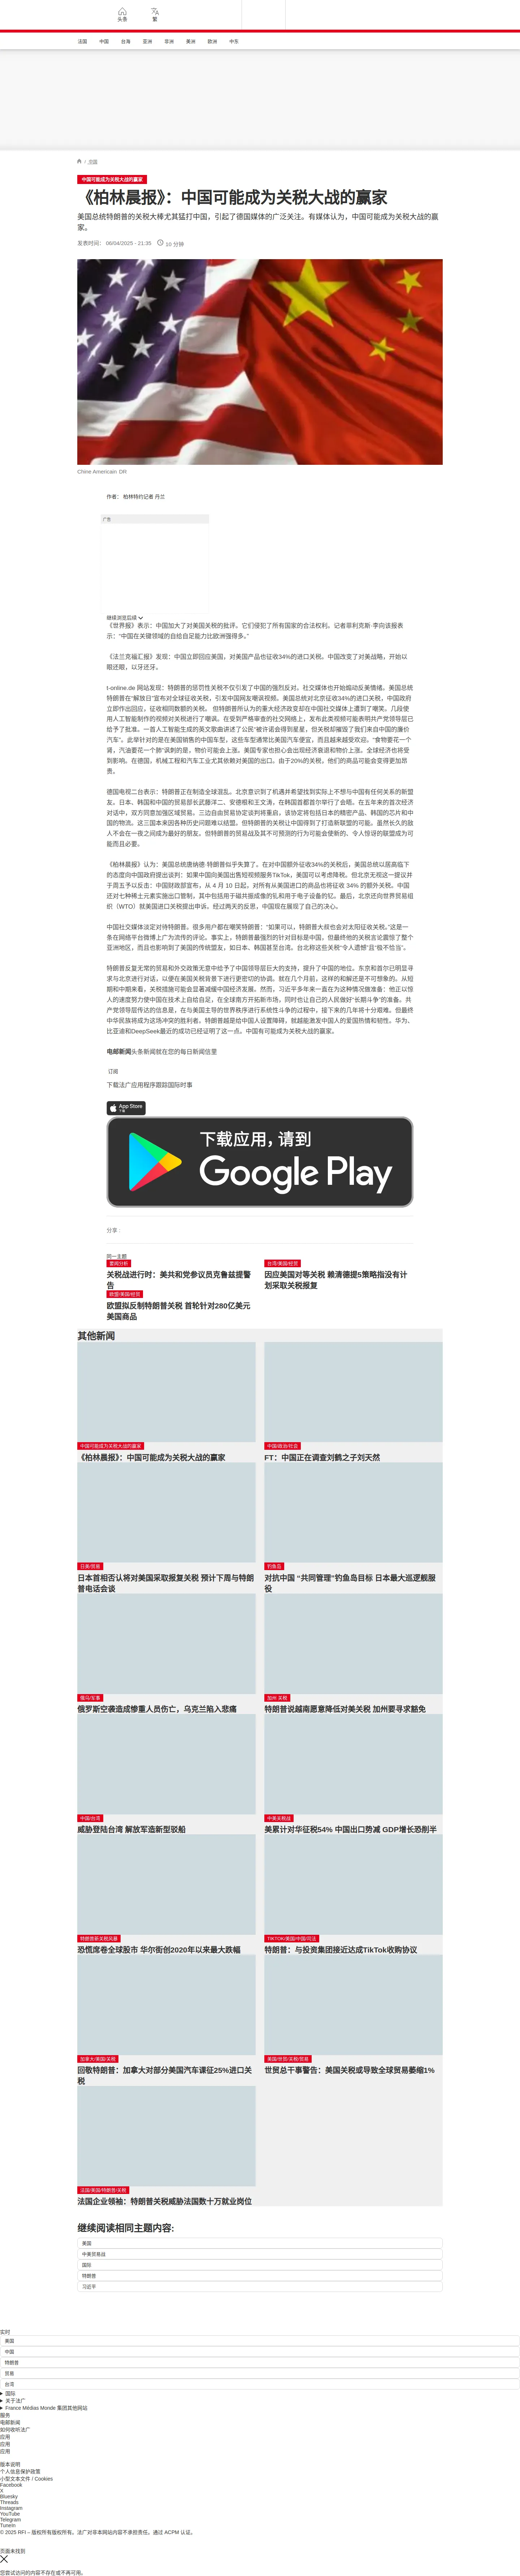 头条
繁
法国
中国
台海
亚洲
非洲
美洲
欧洲
中东
/ 中国
中国可能成为关税大战的赢家
《柏林晨报》：中国可能成为关税大战的赢家
美国总统特朗普的关税大棒尤其猛打中国，引起了德国媒体的广泛关注。有媒体认为，中国可能成为关税大战的赢
家。
发表时间： 06/04/2025 - 21:35 10 分钟
Chine Americain DR
作者： 柏林特约记者 丹兰
广告
继续浏览后续
《世界报》表示：中国加大了对美国关税的批评。它们侵犯了所有国家的合法权利。记者菲利克斯·李向该报表
示：“中国在关键领域的自给自足能力比欧洲强得多。”
《法兰克福汇报》发现：中国立即回应美国，对美国产品也征收34%的进口关税。中国改变了对美战略，开始以
眼还眼，以牙还牙。
t-online.de 网站发现：特朗普的惩罚性关税不仅引发了中国的强烈反对。社交媒体也开始煽动反美情绪。美国总统
特朗普在“解放日”宣布对全球征收关税，引发中国网友嘲讽视频、美国总统对北京征收34%的进口关税，中国政府
立即作出回应，征收相同数额的关税。 但特朗普所认为的重大经济政变却在中国社交媒体上遭到了嘲笑。几段使
用人工智能制作的视频对关税进行了嘲讽。在受到严格审查的社交网络上，发布此类视频可能表明共产党领导层已
给予了批准。一首人工智能生成的英文歌曲讲述了公民“被许诺会得到星星，但关税却摧毁了我们来自中国的廉价
汽车”。此举针对的是在美国销售的中国车型，这些车型通常比美国汽车便宜，而且越来越受欢迎。“食物要花一个
肾，汽油要花一个肺”讽刺的是，物价可能会上涨。美国专家也担心会出现经济衰退和物价上涨。全球经济也将受
到影响。在德国，机械工程和汽车工业尤其依赖对美国的出口。由于20%的关税，他们的商品可能会变得更加昂
贵。
德国电视二台表示：特朗普正在制造全球混乱。北京意识到了机遇并希望找到实际上不想与中国有任何关系的新盟
友。日本，韩国和中国的贸易部长武藤洋二、安德根和王文涛，在韩国首都首尔举行了会晤。在五年来的首次经济
对话中，双方同意加强区域贸易。三边自由贸易协定谈判将重启，该协定将包括日本的精密产品、韩国的芯片和中
国的物流。这三国本来因各种历史问题难以结盟。但特朗普的关税让中国得到了打造新联盟的可能。虽然长久的敌
人不会在一夜之间成为最好的朋友。但特朗普的贸易战及其不可预测的行为可能会使新的、令人惊讶的联盟成为可
能而且必要。
《柏林晨报》认为：美国总统唐纳德·特朗普似乎失算了。在对中国额外征收34%的关税后，美国总统以居高临下
的态度向中国政府提出谈判：如果中国向美国出售短视频服务TikTok，美国可以考虑降税。但北京无视这一提议并
于周五予以反击：中国财政部宣布，从 4 月 10 日起，对所有从美国进口的商品也将征收 34% 的额外关税。中国
还对七种稀土元素实施出口管制，其中包括用于磁共振成像的钆和用于电子设备的钇。最后，北京还向世界贸易组
织（WTO）就美国进口关税提出申诉。经过两天的反思，中国现在展现了自己的决心。
中国社交媒体淡定对待特朗普。很多用户都在嘲笑特朗普：“如果可以，特朗普大叔也会对太阳征收关税。”这是一
条在网络平台微博上广为流传的评论。事实上，特朗普最强烈的针对目标是中国，但最终他的关税言论震惊了整个
亚洲地区，而且也影响到了美国的传统盟友，如日本、韩国甚至台湾。台北称这些关税“令人遗憾”且“极不恰当”。
特朗普反复无常的贸易和外交政策无意中给予了中国领导层巨大的支持，提升了中国的地位。东京和首尔已明显寻
求与北京进行对话，以便在美国关税背景下进行更密切的协调。就在几个月前，这样的和解还是不可想象的。从短
期和中期来看，关税措施可能会显著减缓中国经济发展。然而，习近平多年来一直在为这种情况做准备：他正以惊
人的速度努力使中国在技术上自给自足，在全球南方开拓新市场，同时也让自己的人民做好“长期斗争”的准备。共
产党领导层传达的信息是，在与美国主导的世界秩序进行系统性斗争的过程中，接下来的几年将十分艰难。但最终
中华民族将成为这场冲突的胜利者。特朗普越是给中国人设置障碍，就越能激发中国人的爱国热情和韧性。华为、
比亚迪和DeepSeek最近的成功已经证明了这一点。中国有可能成为关税大战的赢家。
电邮新闻头条新闻就在您的每日新闻信里
订阅
下载法广应用程序跟踪国际时事
App Store
下载
下载应用，请到
Google Play
分享 :
同一主题
要闻分析
关税战进行时：美共和党参议员克鲁兹提警
告
台湾/美国/经贸
因应美国对等关税 赖清德提5策略指没有计
划采取关税报复
欧盟/美国/经贸
欧盟拟反制特朗普关税 首轮针对280亿美元
美国商品
其他新闻
中国可能成为关税大战的赢家
《柏林晨报》：中国可能成为关税大战的赢家
中国/政治/社会
FT：中国正在调查刘鹤之子刘天然
日美/贸易
日本首相否认将对美国采取报复关税 预计下周与特朗
普电话会谈
钓鱼岛
对抗中国 “共同管理”钓鱼岛目标 日本最大巡逻舰服
役
俄乌/军事
俄罗斯空袭造成惨重人员伤亡，乌克兰陷入悲痛
加州 关税
特朗普说越南愿意降低对美关税 加州要寻求豁免
中国/台湾
威胁登陆台湾 解放军造新型驳船
中美关税战
美累计对华征税54% 中国出口势减 GDP增长恐削半
特朗普新关税风暴
恐慌席卷全球股市 华尔街创2020年以来最大跌幅
TIKTOK/美国/中国/司法
特朗普：与投资集团接近达成TikTok收购协议
加拿大/美国/关税
回敬特朗普：加拿大对部分美国汽车课征25%进口关
税
美国/世贸/关税/贸易
世贸总干事警告：美国关税或导致全球贸易萎缩1%
法国/美国/特朗普/关税
法国企业领袖：特朗普关税威胁法国数十万就业岗位
继续阅读相同主题内容:
美国
中美贸易战
国际
特朗普
习近平
实时
美国
中国
特朗普
贸易
台湾
国际
关于法广
France Médias Monde 集团其他网站
服务
电邮新闻
如何收听法广
应用
应用
应用
版本说明
个人信息保护政策
小型文本文件 / Cookies
Facebook
X
Bluesky
Threads
Instagram
YouTube
Telegram
TuneIn
© 2025 RFI – 版权所有版权所有。法广对非本网站内容不承担责任。通过 ACPM 认证。
页面未找到
您尝试访问的内容不存在或不再可用。